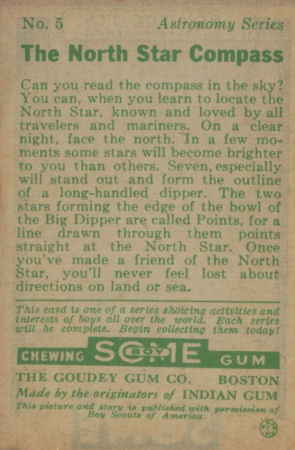 No. 5 Astronomy Series
The North Star Compass
Can you read the compass in the sky?
You can, when you learn to locate the
North Star, known and loved by all
travelers and mariners. On a clear
night, face the north. In a few mo-
ments some stars will become brighter
to you than others. Seven, especially
will stand out and form the outline
of a long-handled dipper. The two
stars forming the edge of the bowl of
the Big Dipper are called Points, for a
line drawn through them points
straight at the North Star. Once
you've made a friend of the North
Star, you'll never feel lost about
directions on land or sea.
This card is one of a series showing activities and
interests of boys all over the world. Each series
will be complete. Begin collecting them today!
CHEWING SOME BOY GUM
THE GOUDEY GUM CO. BOSTON
Made by the originators of INDIAN GUM
This picture and story is published with permission of
Boy Scouts of America.